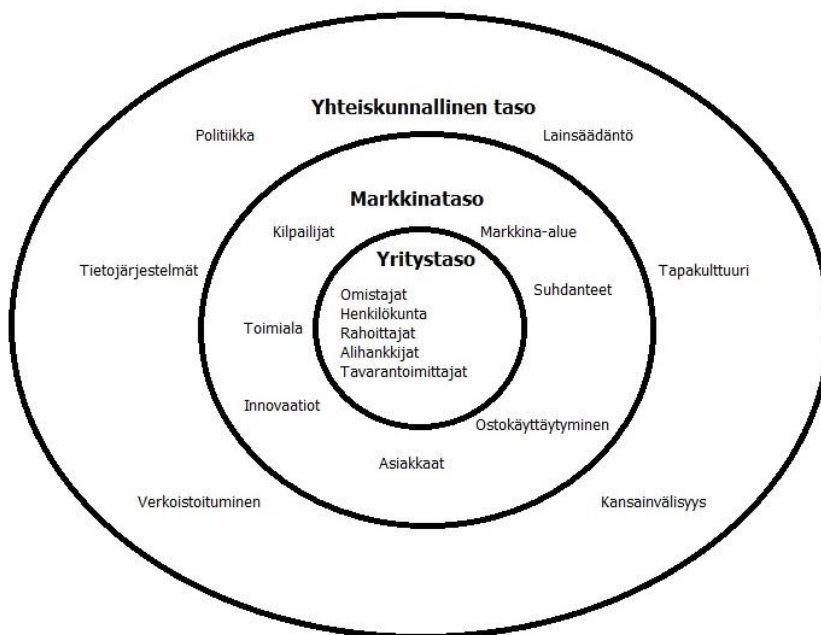 Yhteiskunnallinen taso
Politiikka
Lainsäädäntö
Markkinataso
Kilpailijat
Markkina-alue
Yritystaso
Tietojärjestelmät
Tapakulttuuri
Suhdanteet
Omistajat
Henkilökunta
Toimiala
Rahoittajat
Alihankkijat
Tavarantoimittajat
Innovaatiot
Ostokäyttäytyminen
Asiakkaat
Verkoistoituminen
Kansainvälisyys